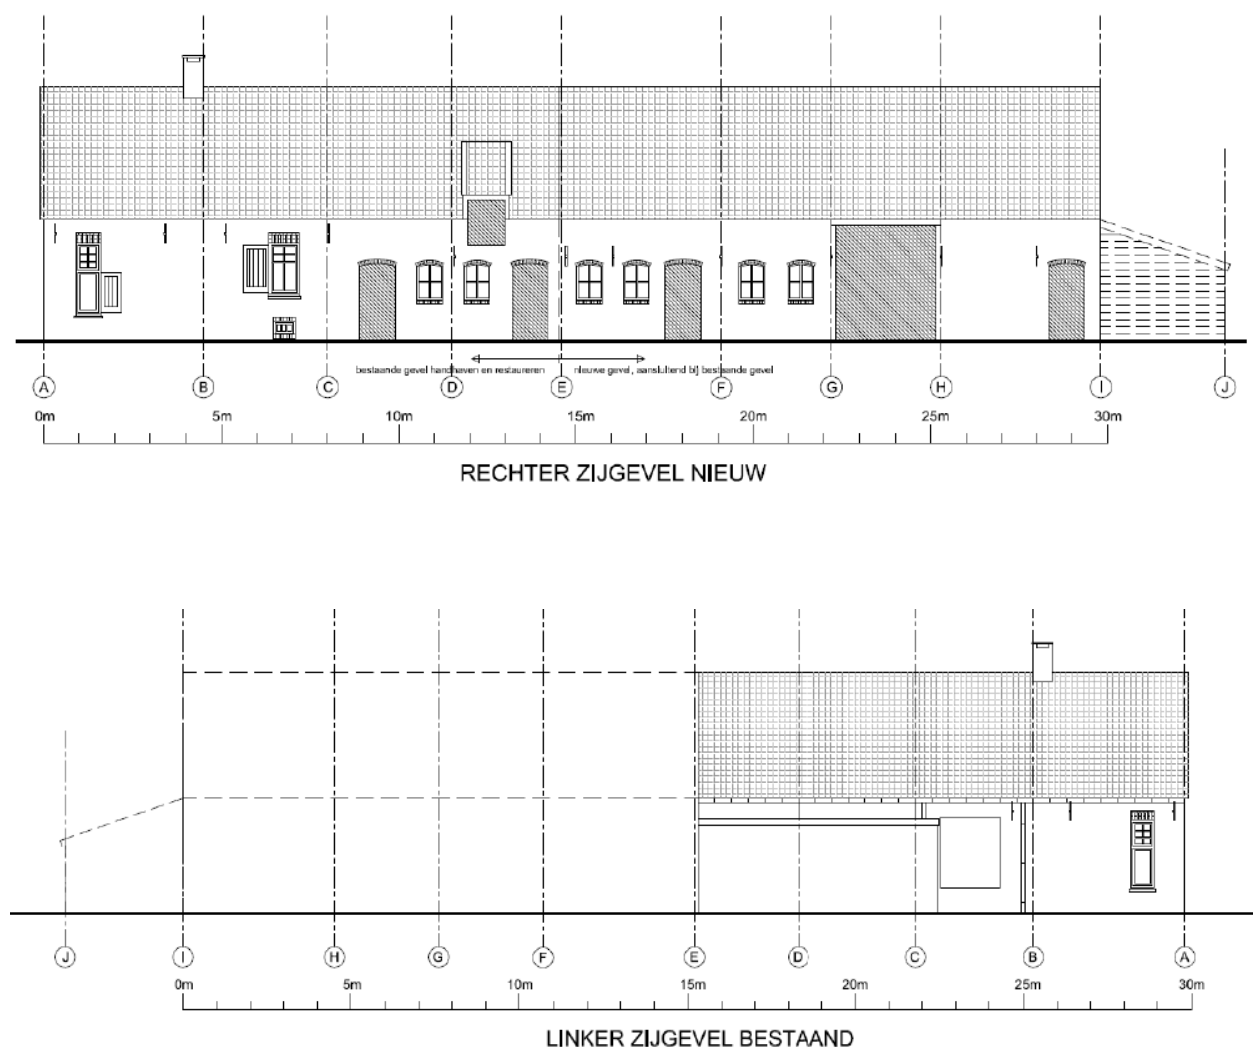 bestaande gevel handhaven en restaureren nieuwe gevel, aansluitend bij bestaande gevel
A B C D E F G H I J
0m 5m 10m 15m 20m 25m 30m
RECHTER ZIJGEVEL NIEUW
J I H G F E D C B A
0m 5m 10m 15m 20m 25m 30m
LINKER ZIJGEVEL BESTAAND